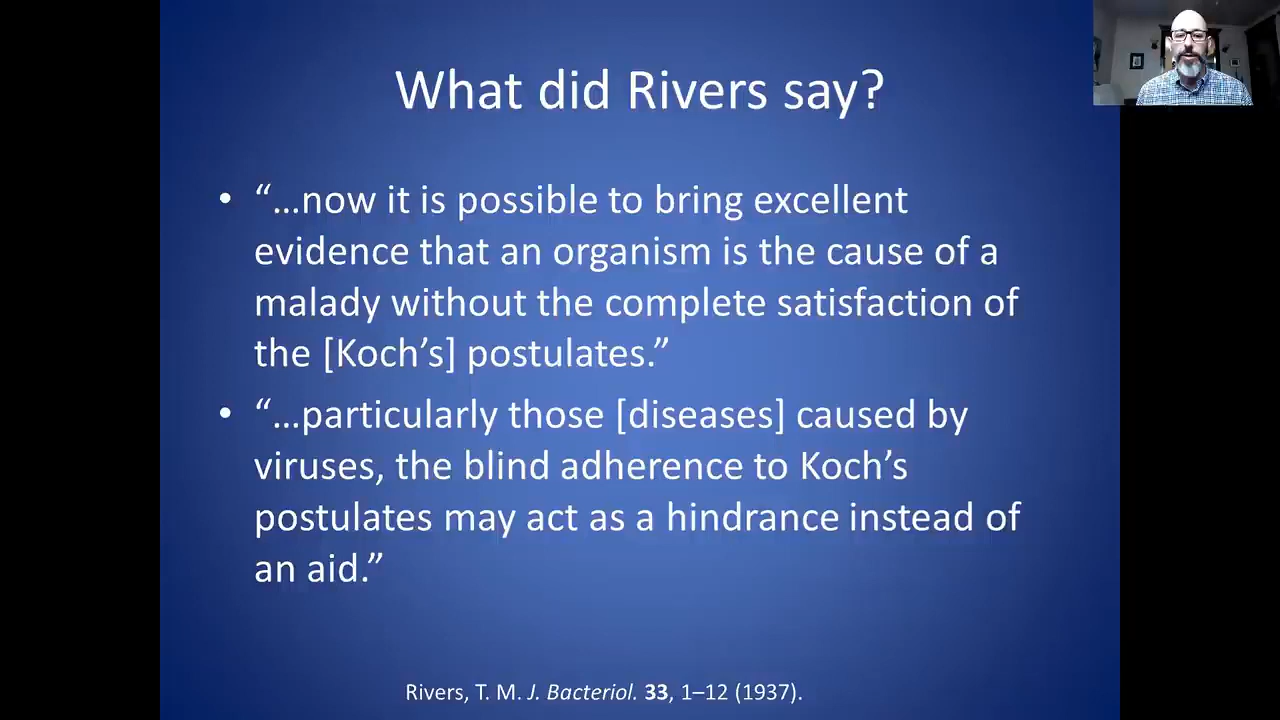 What did Rivers say?
• “…now it is possible to bring excellent
evidence that an organism is the cause of a
malady without the complete satisfaction of
the [Koch’s] postulates.”
• “…particularly those [diseases] caused by
viruses, the blind adherence to Koch’s
postulates may act as a hindrance instead of
an aid.”
Rivers, T. M. J. Bacteriol. 33, 1–12 (1937).